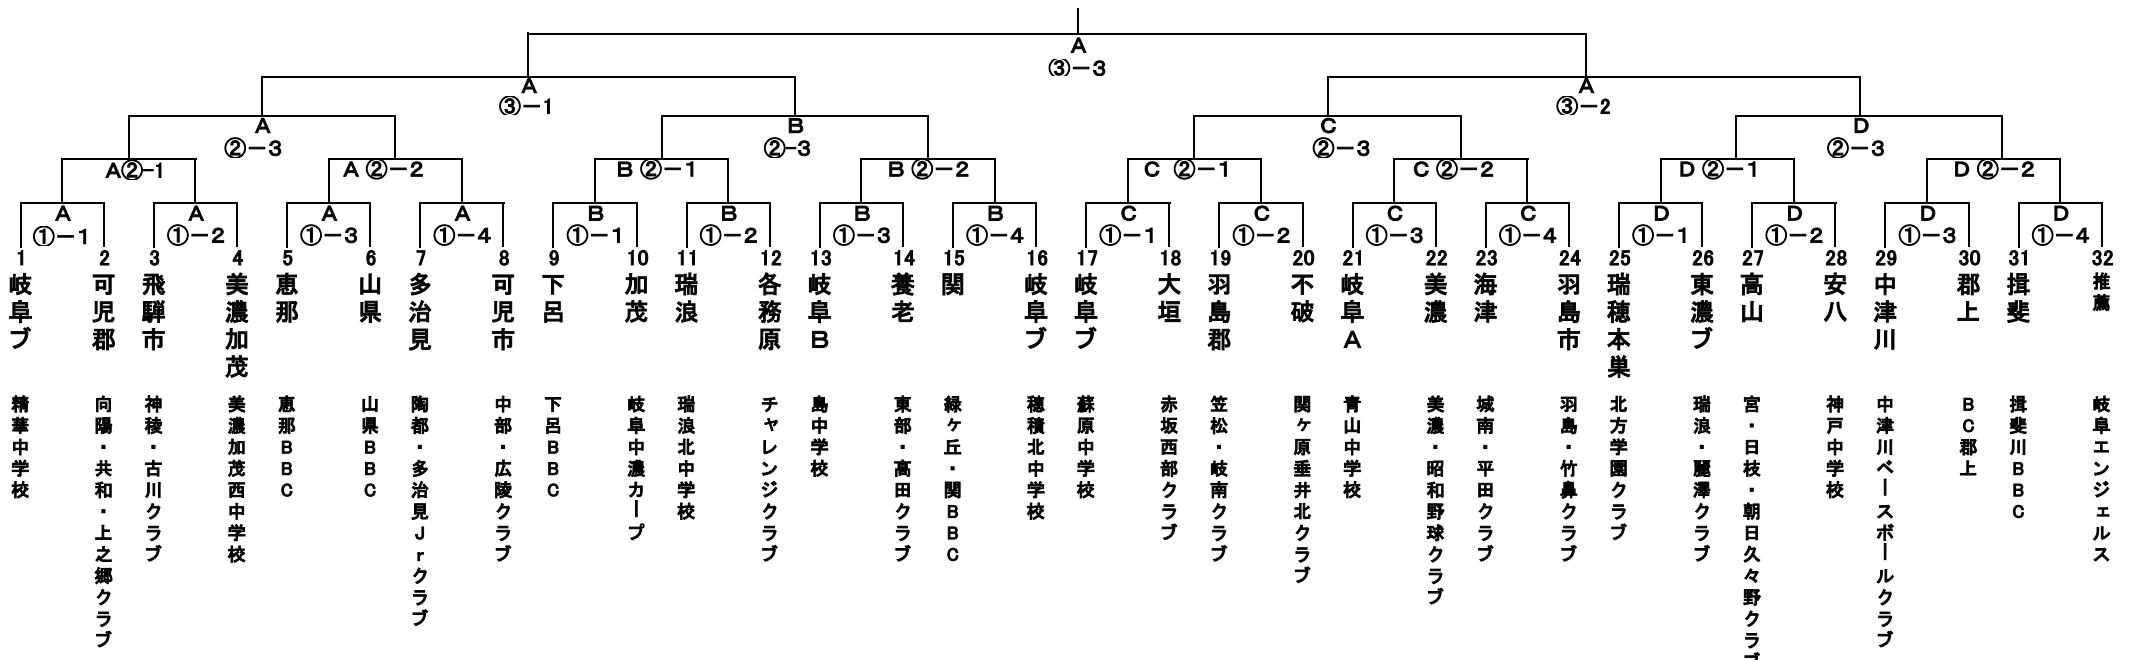 A
③－3
A
③－1
A
③－2
A
②－3
B
②-3
C
②－3
D
②－3
A②-1
A ②－2
B ②－1
B ②－2
C ②－1
C ②－2
D ②－1
D ②－2
A
①－1
A
①－2
A
①－3
A
①－4
B
①－1
B
①－2
B
①－3
B
①－4
C
①－1
C
①－2
C
①－3
C
①－4
D
①－1
D
①－2
D
①－3
D
①－4
1
岐阜ブ
精華中学校
2
可児郡
向陽・共和・上之郷クラブ
3
飛騨市
神稜・古川クラブ
4
美濃加茂
美濃加茂西中学校
5
恵那
恵那BBC
6
山県
山県BBC
7
多治見
陶都・多治見Jrクラブ
8
可児市
中部・広陵クラブ
9
下呂
下呂BBC
10
加茂
岐阜中濃カープ
11
瑞浪
瑞浪北中学校
12
各務原
チャレンジクラブ
13
岐阜B
島中学校
14
養老
東部・高田クラブ
15
関
緑ヶ丘・関BBC
16
岐阜ブ
穂積北中学校
17
岐阜ブ
蘇原中学校
18
大垣
赤坂西部クラブ
19
羽島郡
笠松・岐南クラブ
20
不破
関ヶ原垂井北クラブ
21
岐阜A
青山中学校
22
美濃
美濃・昭和野球クラブ
23
海津
城南・平田クラブ
24
羽島市
羽島・竹鼻クラブ
25
瑞穂本巣
北方学園クラブ
26
東濃ブ
瑞浪・麗澤クラブ
27
高山
宮・日枝・朝日久々野クラブ
28
安八
神戸中学校
29
中津川
中津川ベースボールクラブ
30
郡上
BC郡上
31
揖斐
揖斐川BBC
32
推薦
岐阜エンジェルス